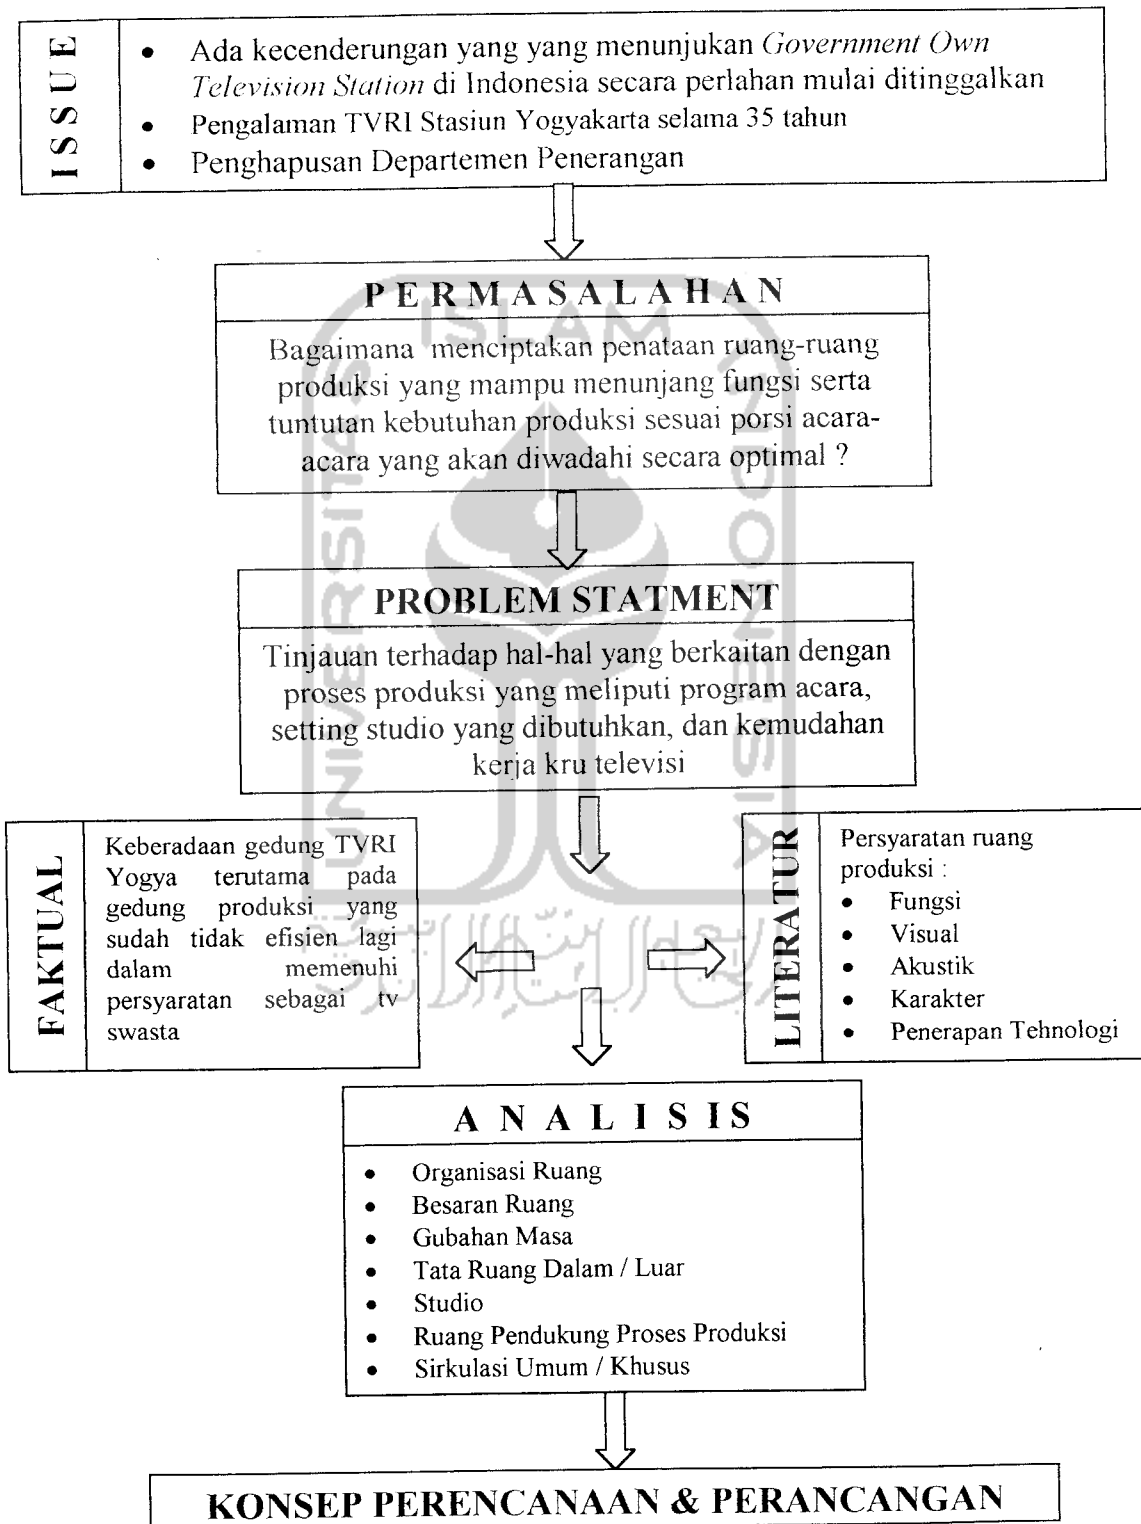 ISSUE
• Ada kecenderungan yang yang menunjukan Government Own
Television Station di Indonesia secara perlahan mulai ditinggalkan
• Pengalaman TVRI Stasiun Yogyakarta selama 35 tahun
• Penghapusan Departemen Penerangan
PERMASALAHAN
Bagaimana menciptakan penataan ruang-ruang
produksi yang mampu menunjang fungsi serta
tuntutan kebutuhan produksi sesuai porsi acara-
acara yang akan diwadahi secara optimal ?
PROBLEM STATMENT
Tinjauan terhadap hal-hal yang berkaitan dengan
proses produksi yang meliputi program acara,
setting studio yang dibutuhkan, dan kemudahan
kerja kru televisi
FAKTUAL
Keberadaan gedung TVRI
Yogya terutama pada
gedung produksi yang
sudah tidak efisien lagi
dalam memenuhi
persyaratan sebagai tv
swasta
LITERATUR
Persyaratan ruang
produksi :
• Fungsi
• Visual
• Akustik
• Karakter
• Penerapan Tehnologi
ANALISIS
• Organisasi Ruang
• Besaran Ruang
• Gubahan Masa
• Tata Ruang Dalam / Luar
• Studio
• Ruang Pendukung Proses Produksi
• Sirkulasi Umum / Khusus
KONSEP PERENCANAAN & PERANCANGAN
UNIVERSITAS
ISLAM
INDONESIA